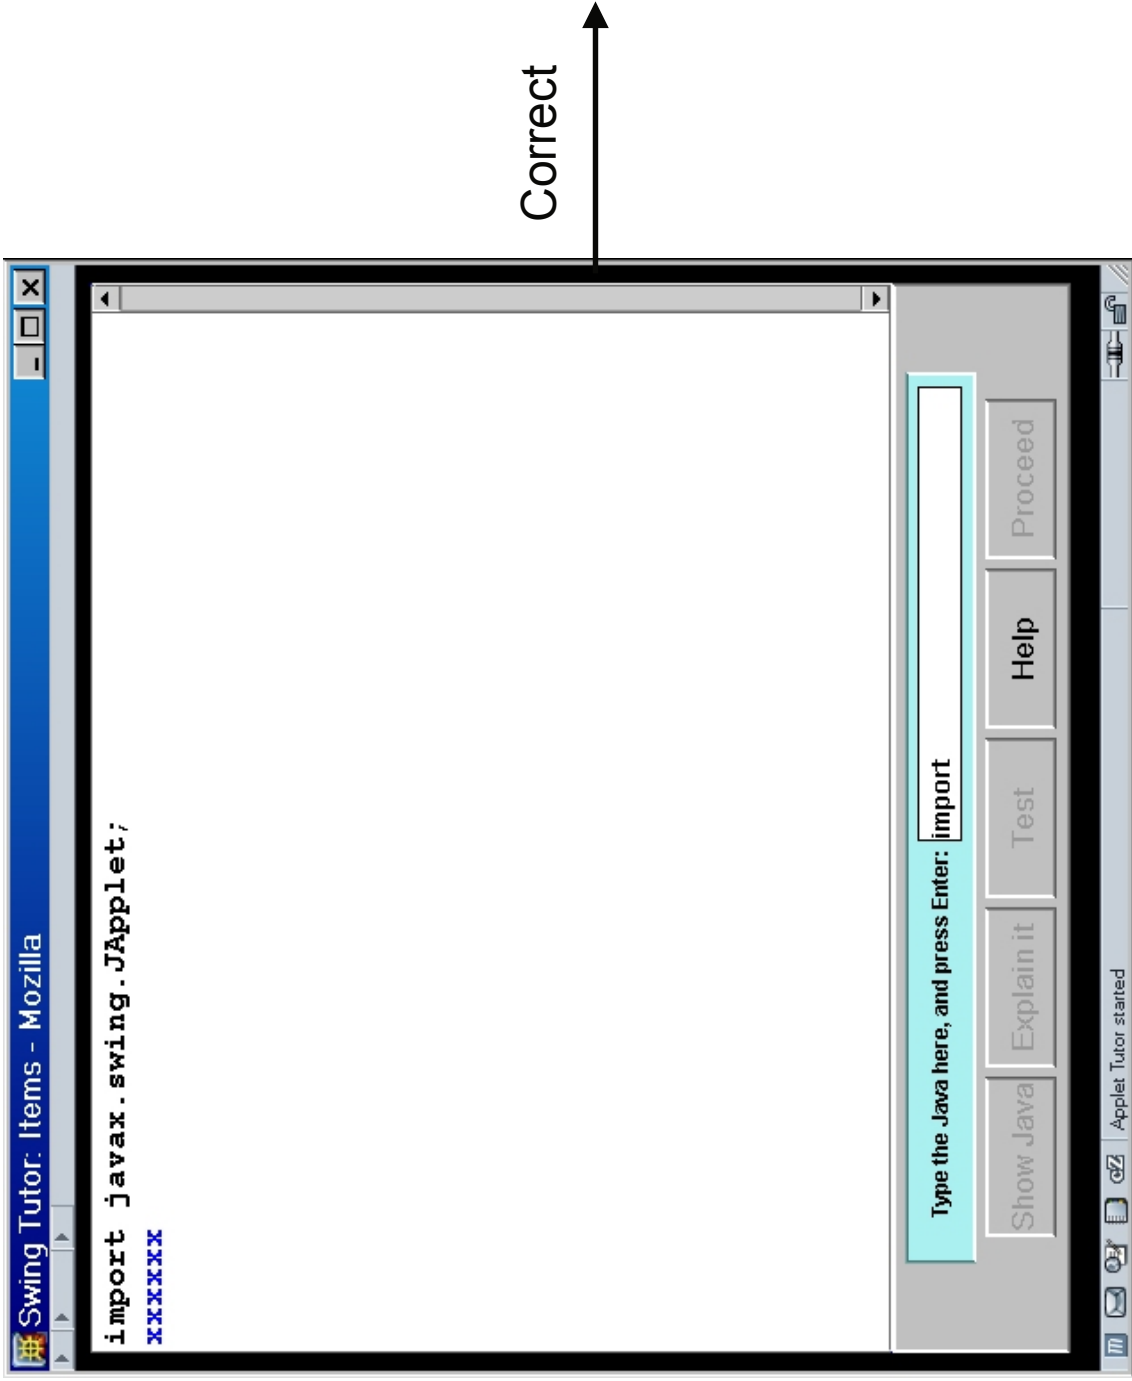 Swing Tutor: Items - Mozilla
import javax.swing.JApplet;
xxxxxx
Type the Java here, and press Enter: import
Show Java Explain it Test Help Proceed
Applet Tutor started
Correct